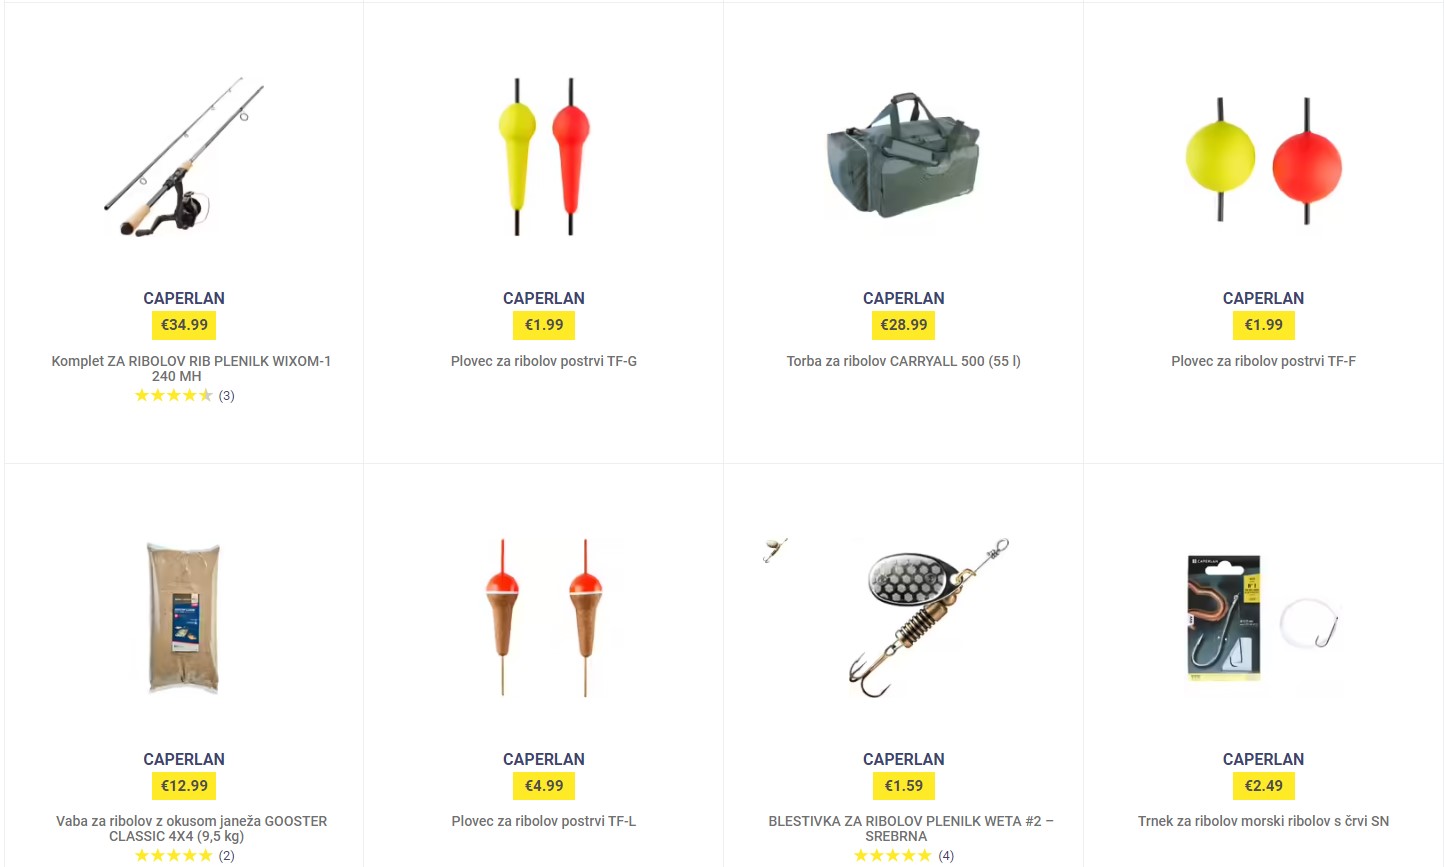 CAPERLAN
€34.99
Komplet ZA RIBOLOV RIB PLENILK WIXOM-1
240 MH
(3)
CAPERLAN
€1.99
Plovec za ribolov postrvi TF-G
CAPERLAN
€28.99
Torba za ribolov CARRYALL 500 (55 l)
CAPERLAN
€1.99
Plovec za ribolov postrvi TF-F
CAPERLAN
€12.99
Vaba za ribolov z okusom janeža GOOSTER
CLASSIC 4X4 (9,5 kg)
(2)
CAPERLAN
€4.99
Plovec za ribolov postrvi TF-L
CAPERLAN
€1.59
BLESTIVKA ZA RIBOLOV PLENILK WETA #2 –
SREBRNA
(4)
CAPERLAN
CAPERLAN
€2.49
Trnek za ribolov morski ribolov s črvi SN